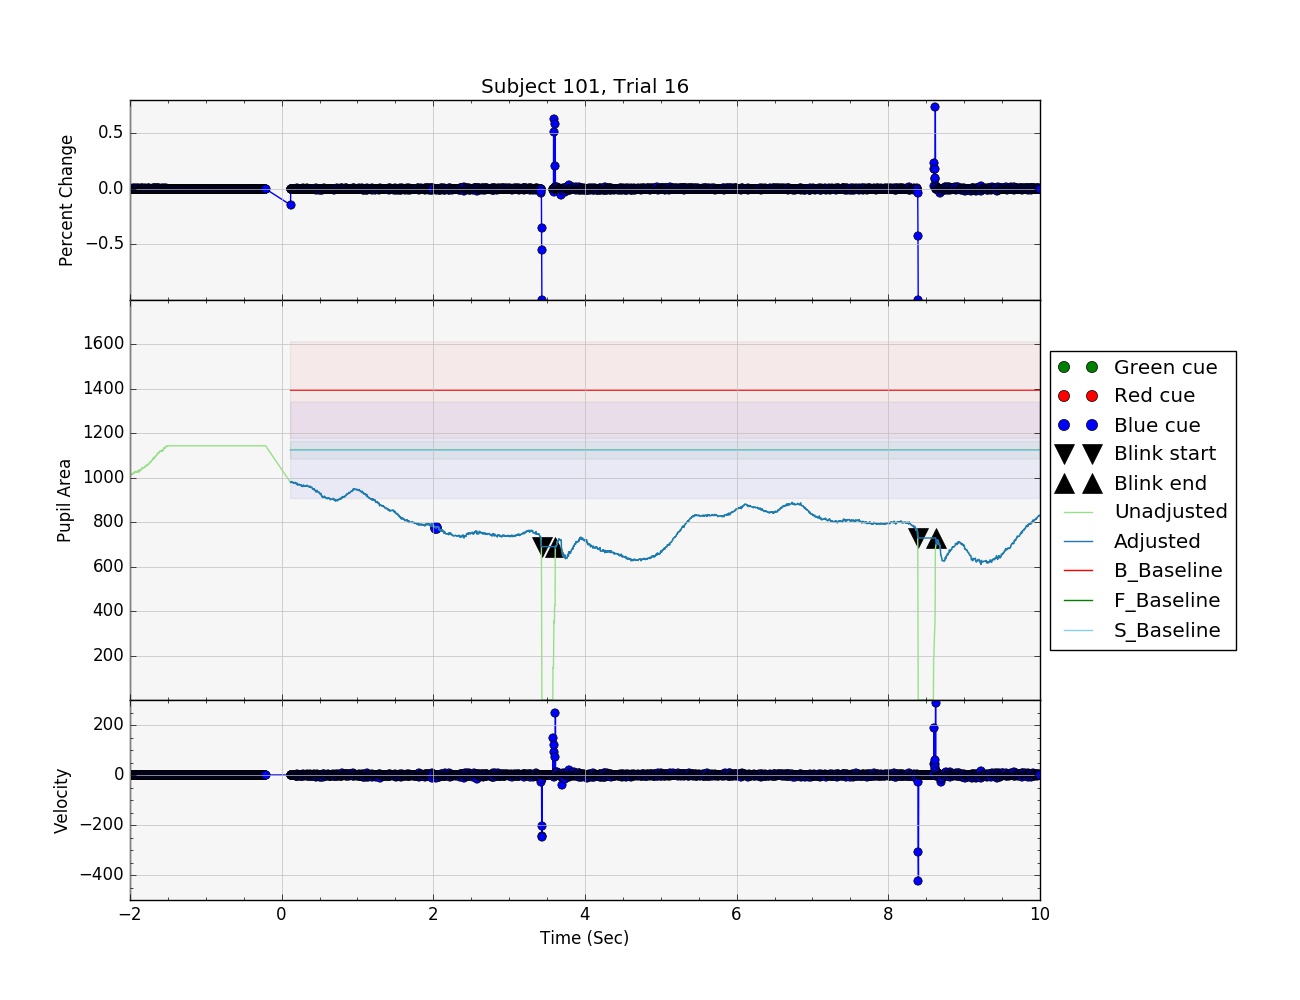 Subject 101, Trial 16
0.5
0.0
−0.5
Percent Change
1600
1400
1200
1000
800
600
400
200
Pupil Area
Green cue
Red cue
Blue cue
Blink start
Blink end
Unadjusted
Adjusted
B_Baseline
F_Baseline
S_Baseline
200
0
−200
−400
Velocity
−2 0 2 4 6 8 10
Time (Sec)